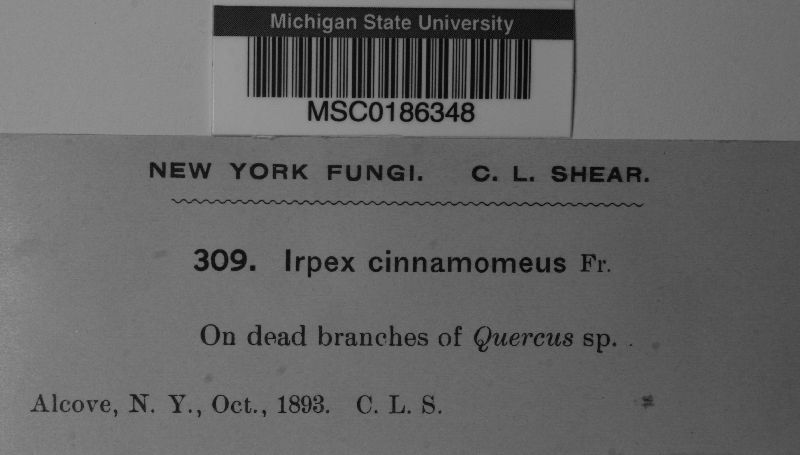 Michigan State University
MSC0186348
NEW YORK FUNGI. C. L. SHEAR.
309. Irpex cinnamomeus Fr.
On dead branches of Quercus sp.
Alcove, N. Y., Oct., 1893. C. L. S.